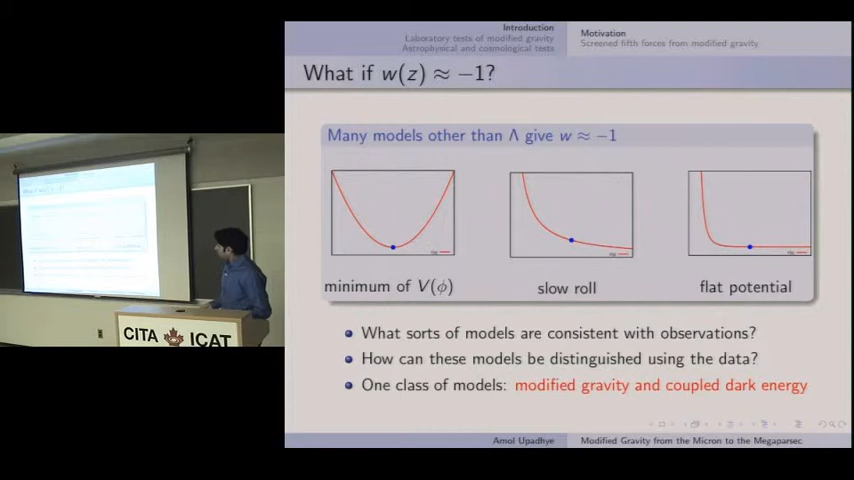 Introduction
Laboratory tests of modified gravity
Astrophysical and cosmological tests
Motivation
Screened fifth forces from modified gravity
What if w(z) ≈ −1?
Many models other than Λ give w ≈ −1
minimum of V(ϕ)
slow roll
flat potential
What sorts of models are consistent with observations?
How can these models be distinguished using the data?
One class of models: modified gravity and coupled dark energy
Amol Upadhye
Modified Gravity from the Micron to the Megaparsec
CITA ICAT